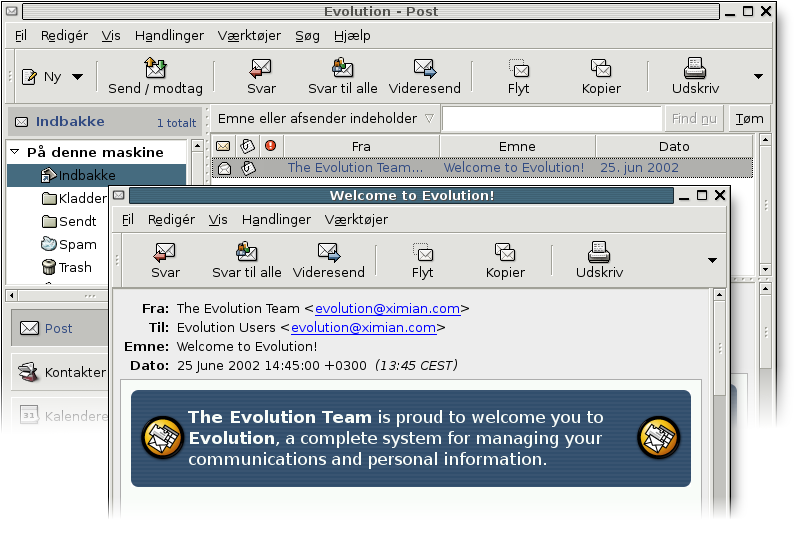 Evolution - Post
Fil Redigér Vis Handlinger Værktøjer Søg Hjælp
Ny Send / modtag Svar Svar til alle Videresend Flyt Kopier Udskriv
Indbakke 1 totalt Emne eller afsender indeholder Find nu Tøm
På denne maskine Fra Emne Dato
Indbakke The Evolution Team... Welcome to Evolution! 25. jun 2002
Kladder
Sendt
Spam
Trash
Post
Kontakter
Kalendere
31
Welcome to Evolution!
Fil Redigér Vis Handlinger Værktøjer
Svar Svar til alle Videresend Flyt Kopier Udskriv
Fra: The Evolution Team <evolution@ximian.com>
Til: Evolution Users <evolution@ximian.com>
Emne: Welcome to Evolution!
Dato: 25 June 2002 14:45:00 +0300 (13:45 CEST)
The Evolution Team is proud to welcome you to
Evolution, a complete system for managing your
communications and personal information.